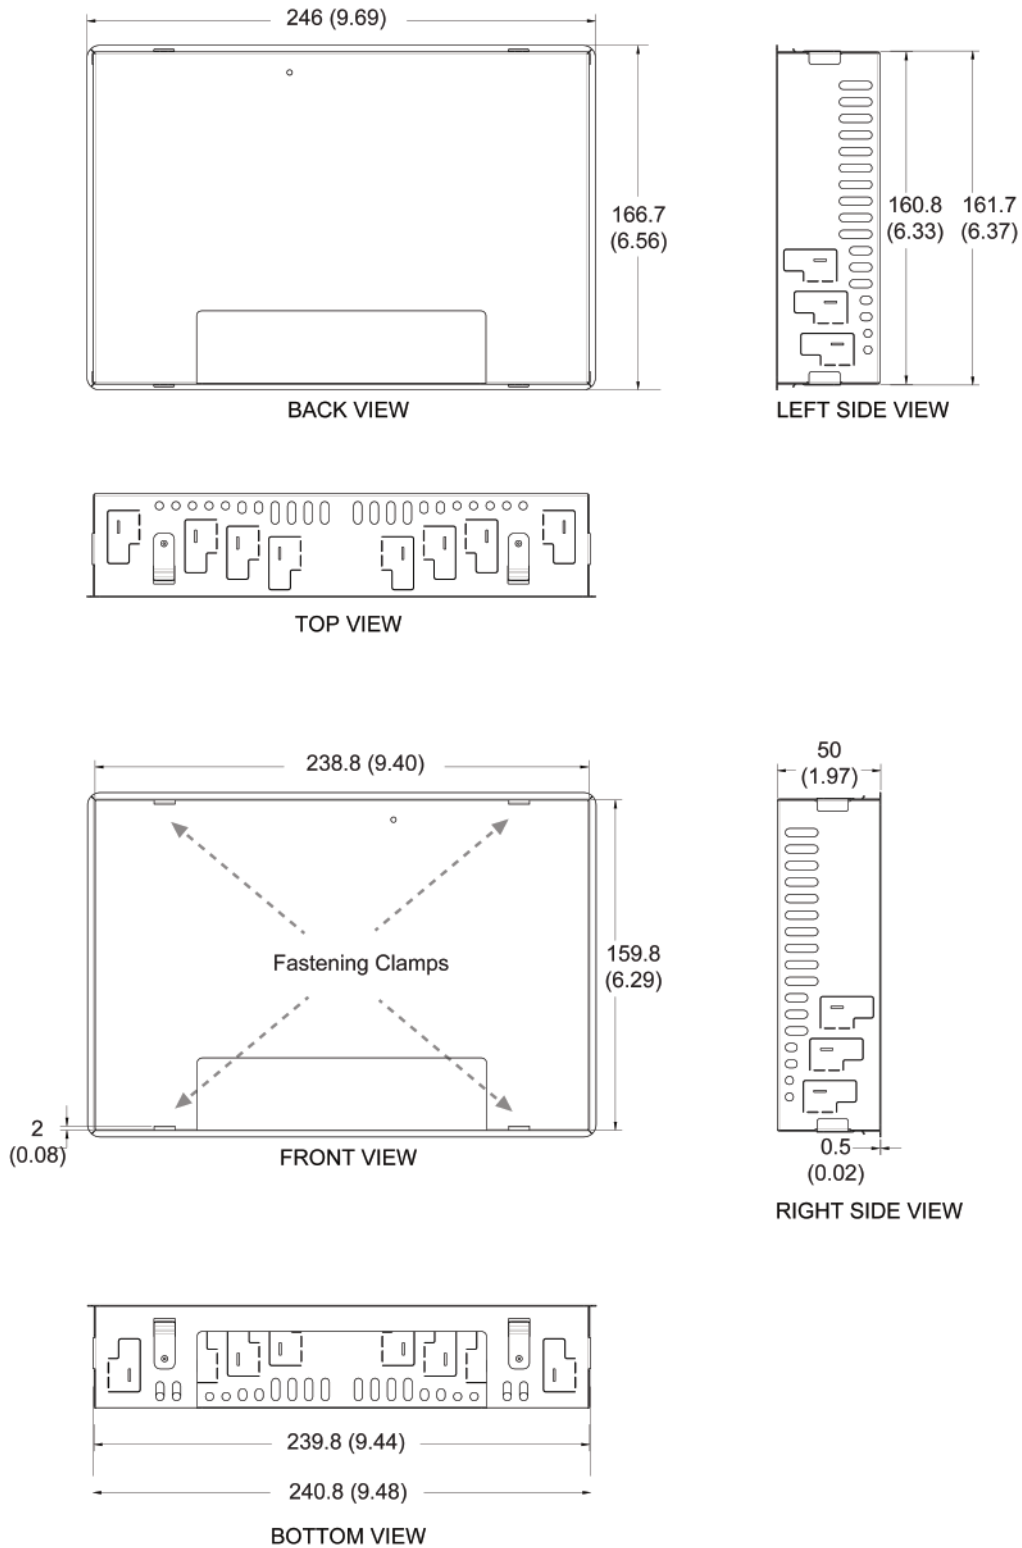 246 (9.69)
166.7
(6.56)
BACK VIEW
160.8
(6.33)
161.7
(6.37)
LEFT SIDE VIEW
TOP VIEW
238.8 (9.40)
Fastening Clamps
159.8
(6.29)
2
(0.08)
FRONT VIEW
50
(1.97)
0.5
(0.02)
RIGHT SIDE VIEW
239.8 (9.44)
240.8 (9.48)
BOTTOM VIEW